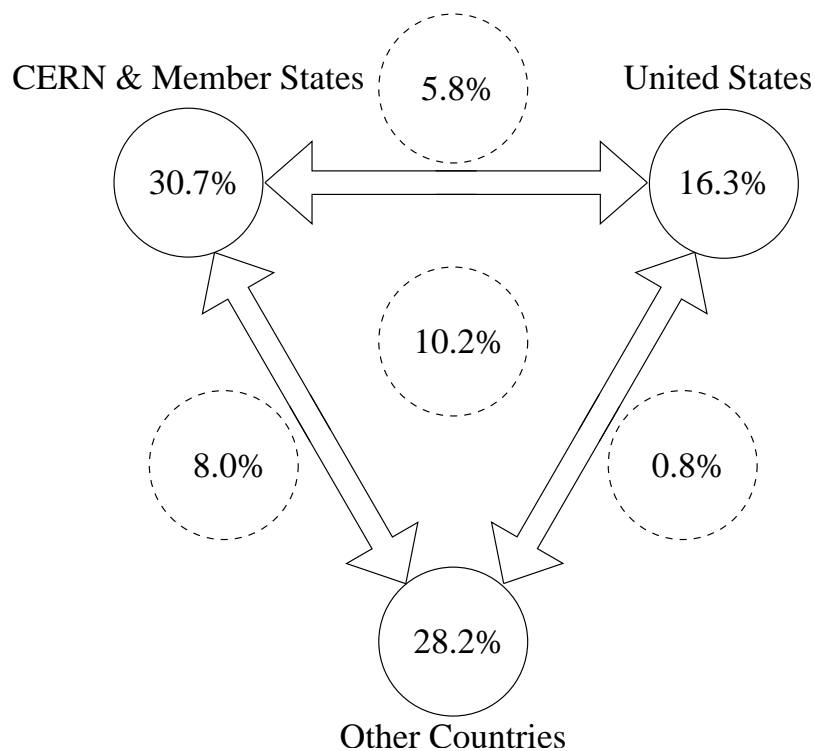 5.8%
CERN & Member States
United States
30.7%
16.3%
10.2%
8.0%
0.8%
28.2%
Other Countries